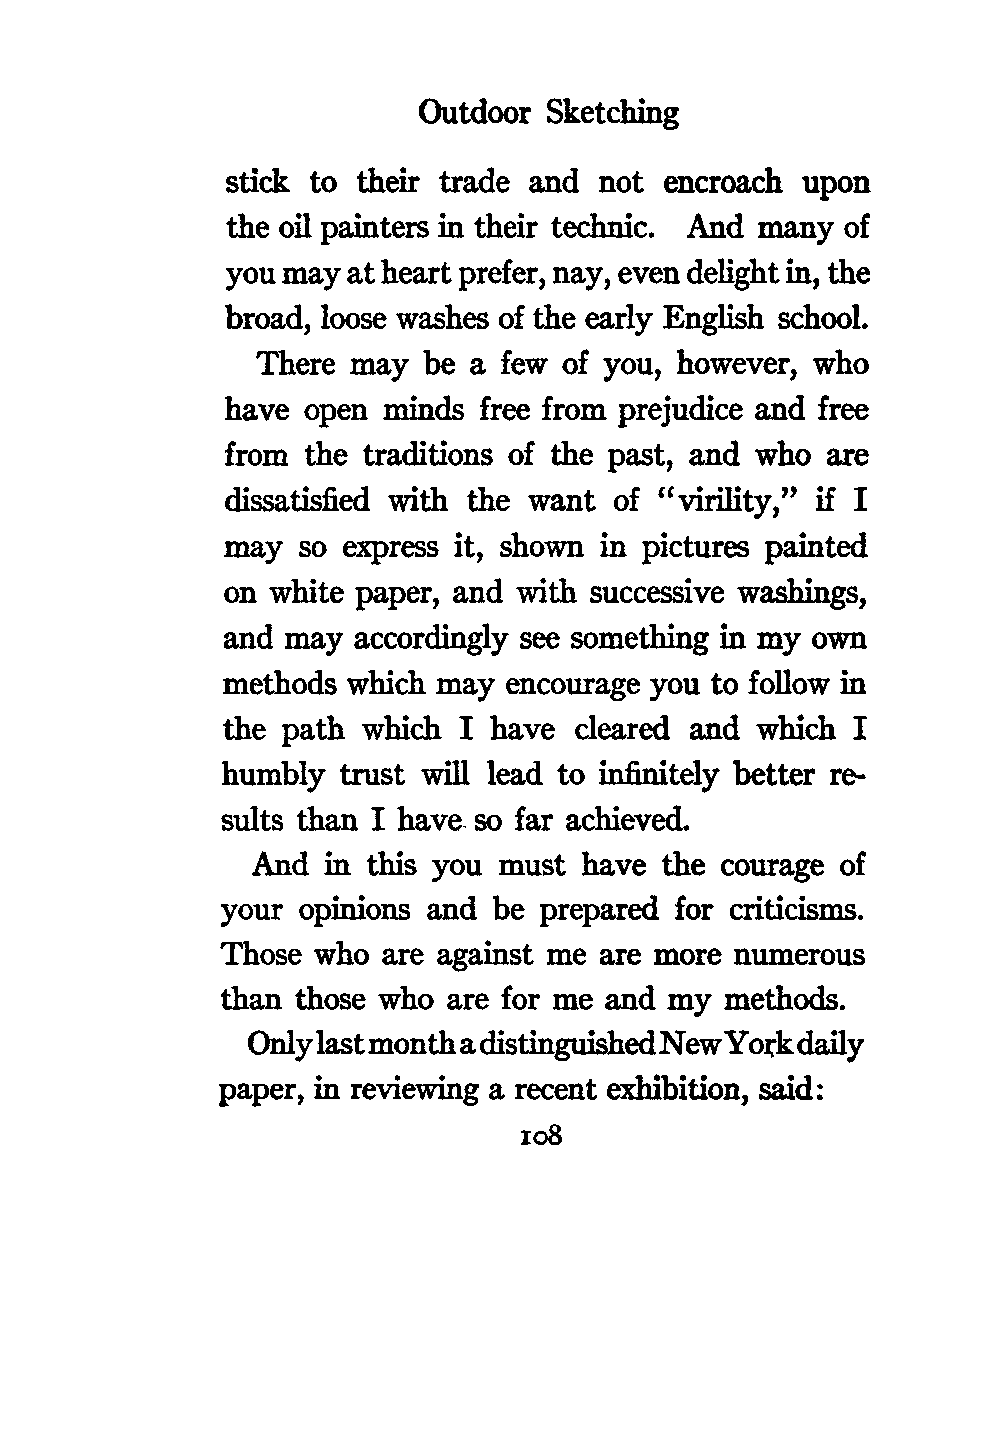 Outdoor Sketching
stick to their trade and not encroach upon
the oil painters in their technic. And many of
you may at heart prefer, nay, even delight in, the
broad, loose washes of the early English school.
There may be a few of you, however, who
have open minds free from prejudice and free
from the traditions of the past, and who are
dissatisfied with the want of “virility,” if I
may so express it, shown in pictures painted
on white paper, and with successive washings,
and may accordingly see something in my own
methods which may encourage you to follow in
the path which I have cleared and which I
humbly trust will lead to infinitely better re-
sults than I have so far achieved.
And in this you must have the courage of
your opinions and be prepared for criticisms.
Those who are against me are more numerous
than those who are for me and my methods.
Only last month a distinguished New York daily
paper, in reviewing a recent exhibition, said:
108